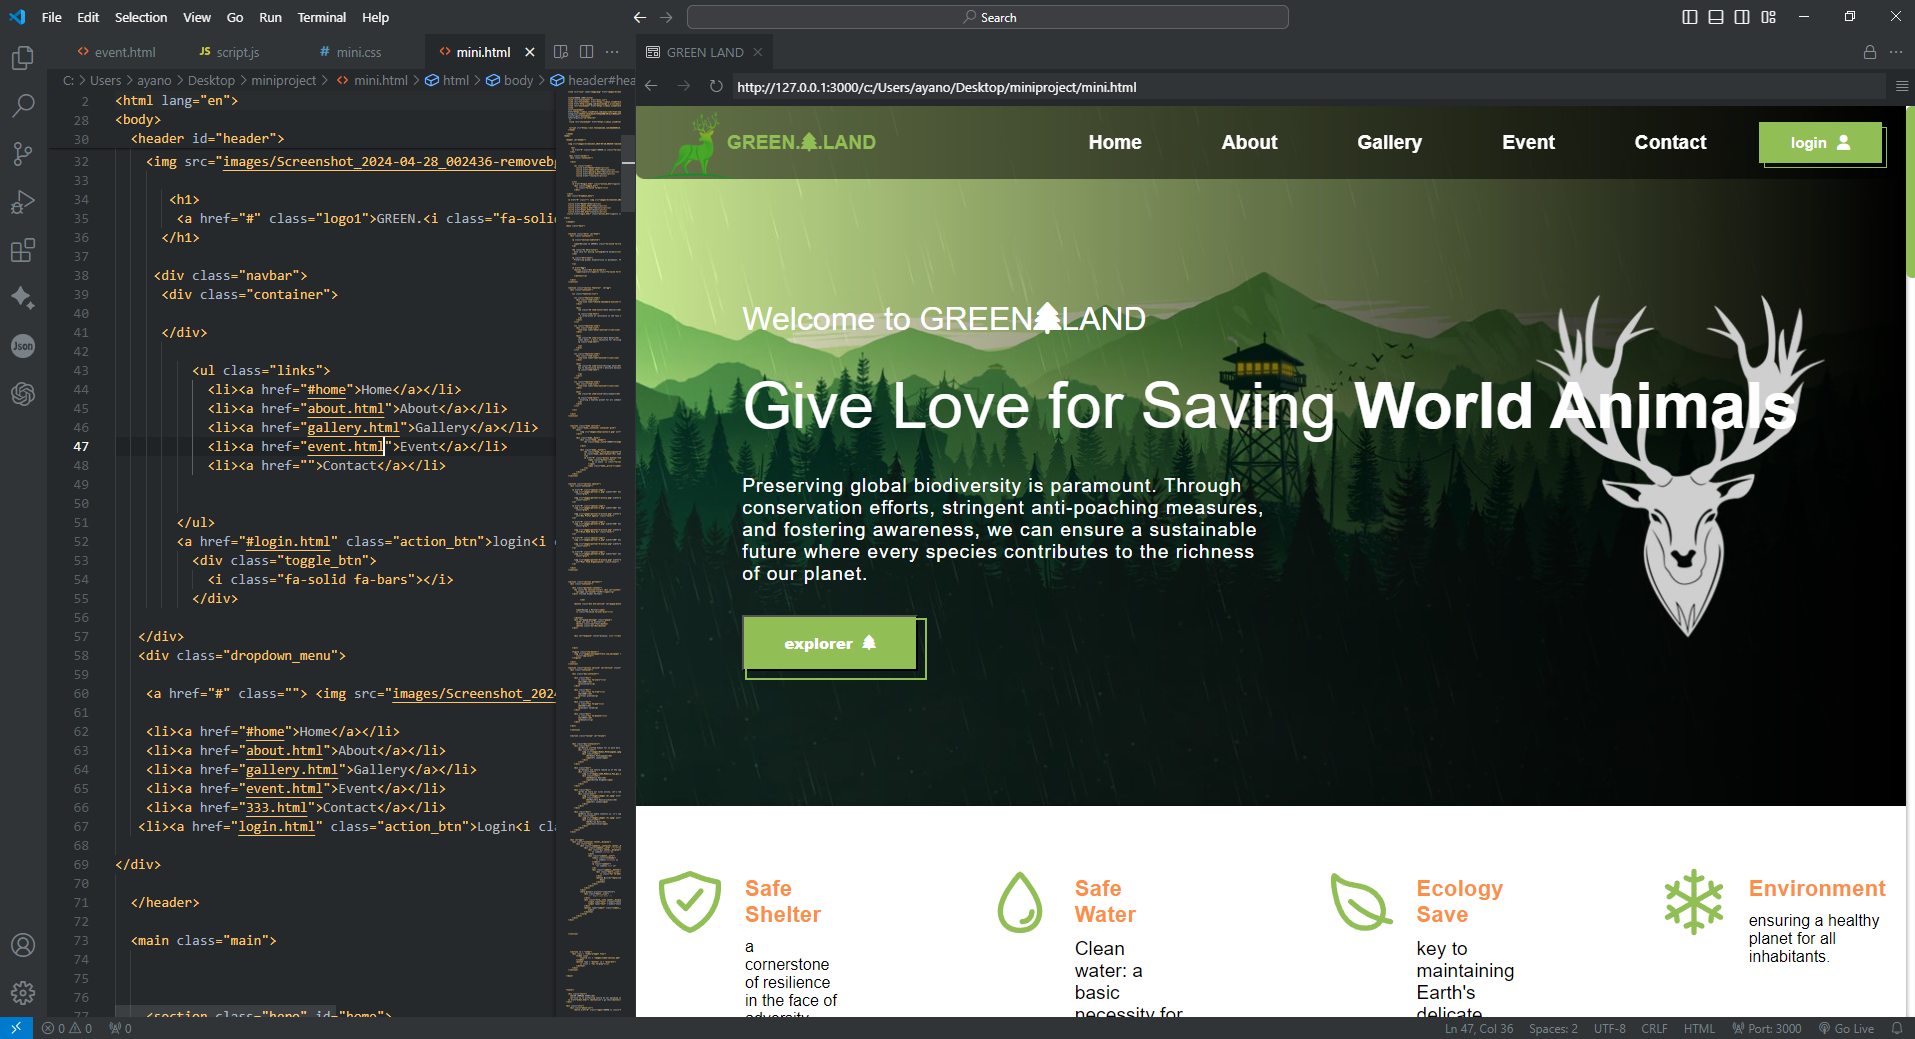 File Edit Selection View Go Run Terminal Help
Search
event.html
JS script.js
# mini.css
mini.html
GREEN LAND
C: > Users > ayano > Desktop > miniproject > mini.html > html > body > header#hea
http://127.0.0.1:3000/c:/Users/ayano/Desktop/miniproject/mini.html
Json
2 <html lang="en">
28 <body>
30 <header id="header">
32 <img src="images/Screenshot_2024-04-28_002436-removeb
33
34 <h1>
35 <a href="#" class="logo1">GREEN.<i class="fa-soli
36 </h1>
37
38 <div class="navbar">
39 <div class="container">
40
41 </div>
42
43 <ul class="links">
44 <li><a href="#home">Home</a></li>
45 <li><a href="about.html">About</a></li>
46 <li><a href="gallery.html">Gallery</a></li>
47 <li><a href="event.html">Event</a></li>
48 <li><a href="">Contact</a></li>
49
50
51 </ul>
52 <a href="#login.html" class="action_btn">login<i c
53 <div class="toggle_btn">
54 <i class="fa-solid fa-bars"></i>
55 </div>
56
57 </div>
58 <div class="dropdown_menu">
59
60 <a href="#" class=""> <img src="images/Screenshot_202
61
62 <li><a href="#home">Home</a></li>
63 <li><a href="about.html">About</a></li>
64 <li><a href="gallery.html">Gallery</a></li>
65 <li><a href="event.html">Event</a></li>
66 <li><a href="333.html">Contact</a></li>
67 <li><a href="login.html" class="action_btn">Login<i cla
68
69 </div>
70
71 </header>
72
73 <main class="main">
74
75
76
77 <section class="hero" id="home">
GREEN.LAND
Home About Gallery Event Contact
login
Welcome to GREEN LAND
Give Love for Saving World Animals
Preserving global biodiversity is paramount. Through
conservation efforts, stringent anti-poaching measures,
and fostering awareness, we can ensure a sustainable
future where every species contributes to the richness
of our planet.
explorer
Safe
Shelter
a
cornerstone
of resilience
in the face of
adversity
Safe
Water
Clean
water: a
basic
necessity for
Ecology
Save
key to
maintaining
Earth's
delicate
Environment
ensuring a healthy
planet for all
inhabitants.
0 0 0
Ln 47, Col 36 Spaces: 2 UTF-8 CRLF HTML Port: 3000 Go Live